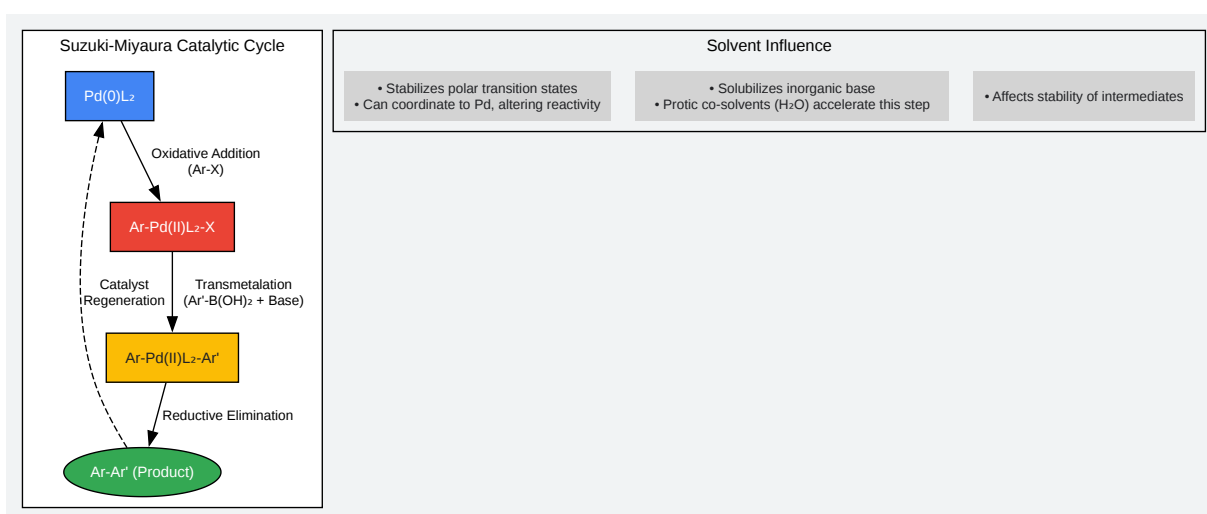 Suzuki-Miyaura Catalytic Cycle
Pd(0)L₂
Oxidative Addition
(Ar-X)
Ar-Pd(II)L₂-X
Catalyst
Regeneration
Transmetalation
(Ar'-B(OH)₂ + Base)
Ar-Pd(II)L₂-Ar'
Reductive Elimination
Ar-Ar' (Product)
Solvent Influence
• Stabilizes polar transition states
• Can coordinate to Pd, altering reactivity
• Solubilizes inorganic base
• Protic co-solvents (H₂O) accelerate this step
• Affects stability of intermediates